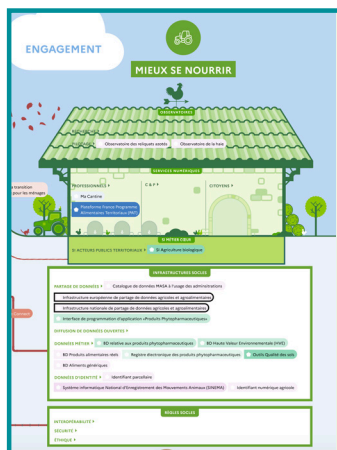 ENGAGEMENT
MIEUX SE NOURRIR
OBSERVATOIRES
Observatoire des reliquats azotés Observatoire de la haie
SERVICES NUMÉRIQUES
PROFESSIONNELS CITOYENS
Ma Cantine
Plateforme France Programme
Alimentaires Territoriaux (PAT)
transition
pour les ménages
SI MÉTIER CŒUR
SI ACTEURS PUBLICS TERRITORIAUX SI Agriculture biologique
INFRASTRUCTURES SOCLES
PARTAGE DE DONNÉES Catalogue de données MASA à l'usage des administrations
Infrastructure européenne de partage de données agricoles et agroalimentaires
Infrastructure nationale de partage de données agricoles et agroalimentaires
Interface de programmation d'application «Produits Phytopharmaceutiques»
DIFFUSION DE DONNÉES OUVERTES
DONNÉES MÉTIER BD relative aux produits phytopharmaceutiques BD Haute Valeur Environnementale (HVE)
BD Produits alimentaires réels Registre électronique des produits phytopharmaceutiques Outils Qualité des sols
BD Aliments génériques
DONNÉES D'IDENTITÉ Identifiant parcellaire
Système informatique National d'Enregistrement des Mouvements Animaux (SINEMA) Identifiant numérique agricole
RÈGLES SOCLES
INTEROPÉRABILITÉ
SÉCURITÉ
ÉTHIQUE